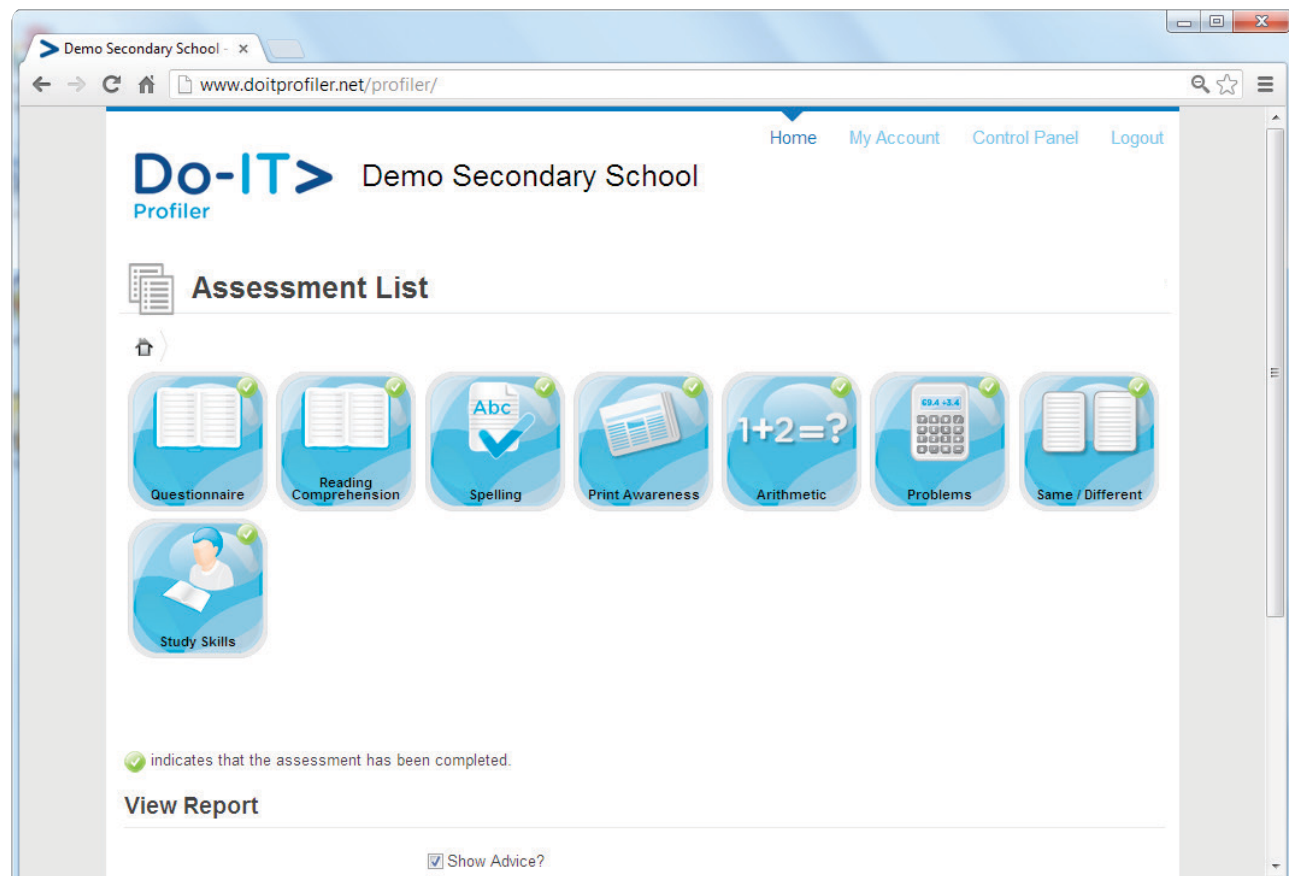 Demo Secondary School -
www.doitprofiler.net/profiler/
Home My Account Control Panel Logout
Do-IT> Demo Secondary School
Profiler
Assessment List
Abc
1+2=?
Questionnaire
Reading
Comprehension
Spelling
Print Awareness
Arithmetic
Problems
Same / Different
Study Skills
indicates that the assessment has been completed.
View Report
Show Advice?